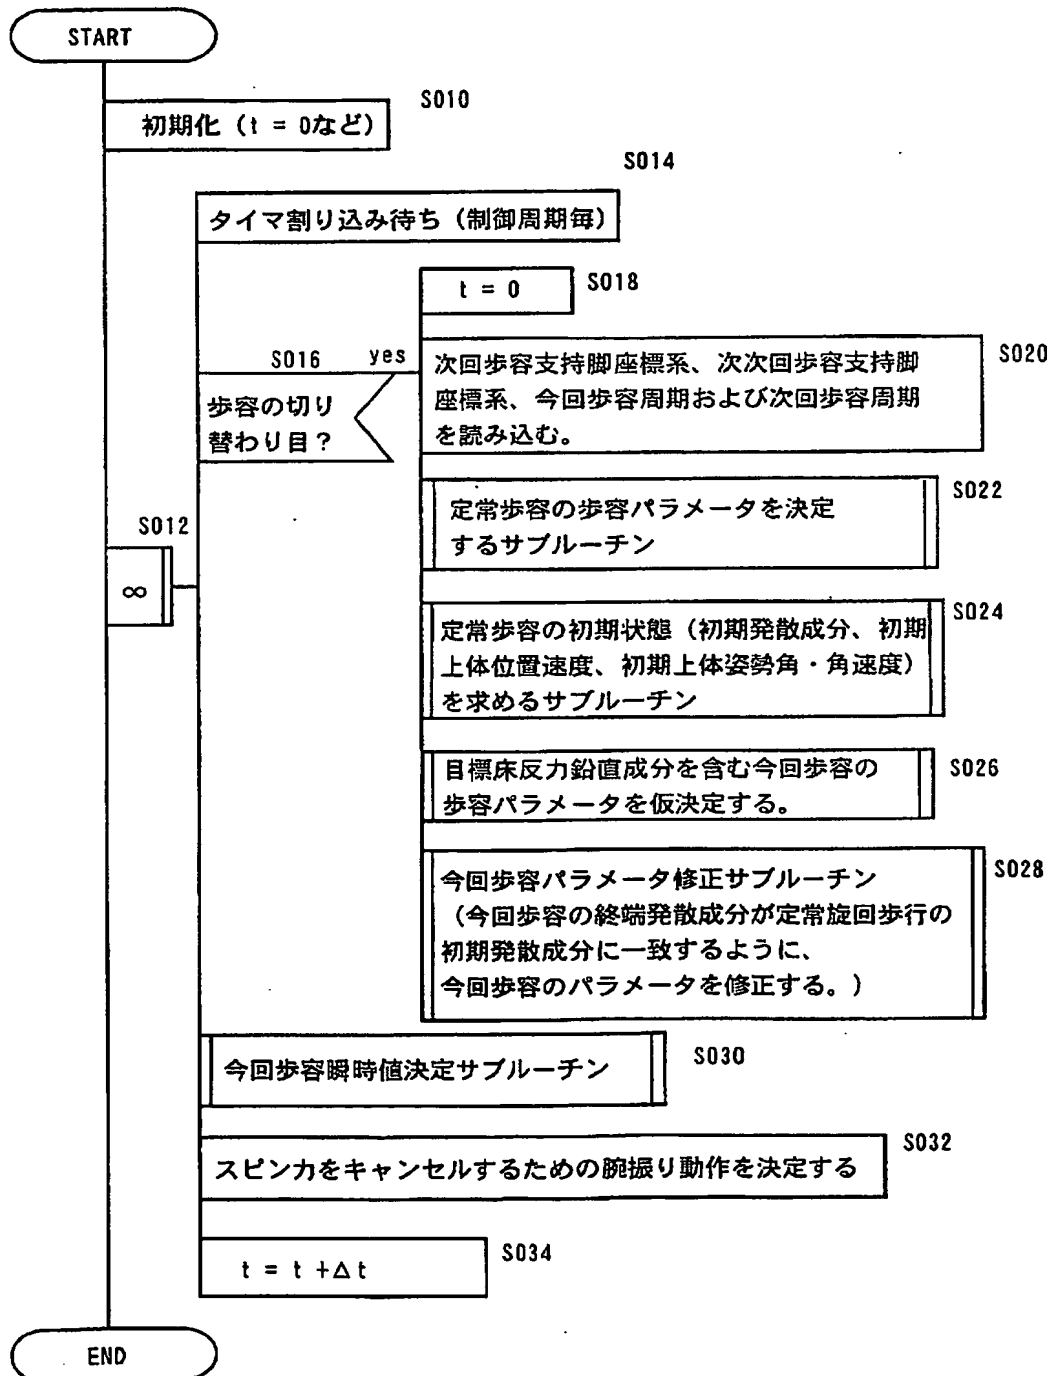 START
S010
初期化（t = 0など）
S014
タイマ割り込み待ち（制御周期毎）
t = 0
S018
S016
yes
歩容の切り
替わり目？
次回歩容支持脚座標系、次次回歩容支持脚
座標系、今回歩容周期および次回歩容周期
を読み込む。
S020
S012
∞
定常歩容の歩容パラメータを決定
するサブルーチン
S022
定常歩容の初期状態（初期発散成分、初期
上体位置速度、初期上体姿勢角・角速度）
を求めるサブルーチン
S024
目標床反力鉛直成分を含む今回歩容の
歩容パラメータを仮決定する。
S026
今回歩容パラメータ修正サブルーチン
（今回歩容の終端発散成分が定常旋回歩行の
初期発散成分に一致するように、
今回歩容のパラメータを修正する。）
S028
今回歩容瞬時値決定サブルーチン
S030
スピン力をキャンセルするための腕振り動作を決定する
S032
t = t +Δt
S034
END